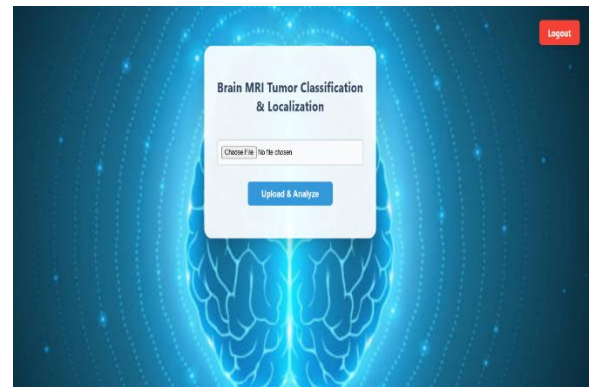 Logout
Brain MRI Tumor Classification
& Localization
Choose File No file chosen
Upload & Analyze